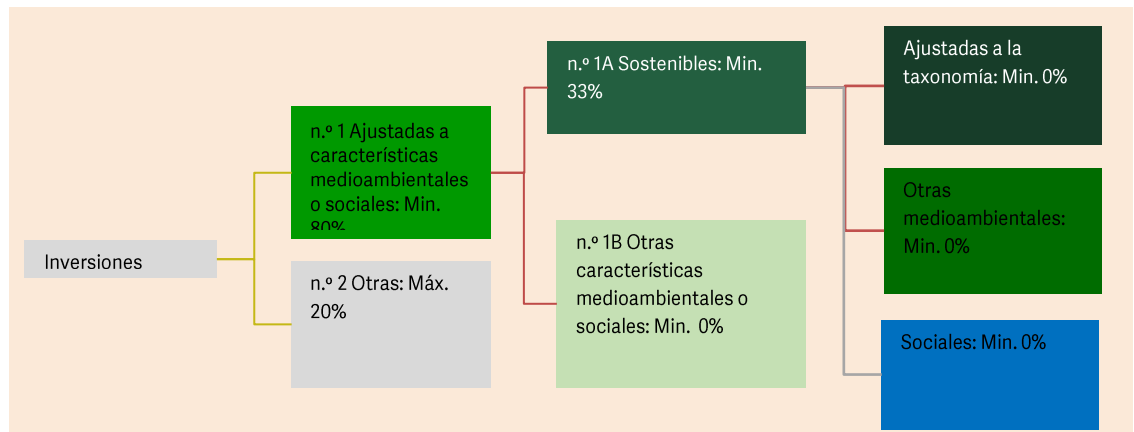 Inversiones
n.º 1 Ajustadas a
características
medioambientales
o sociales: Min.
80%
n.º 2 Otras: Máx.
20%
n.º 1A Sostenibles: Min.
33%
n.º 1B Otras
características
medioambientales o
sociales: Min. 0%
Ajustadas a la
taxonomía: Min. 0%
Otras
medioambientales:
Min. 0%
Sociales: Min. 0%